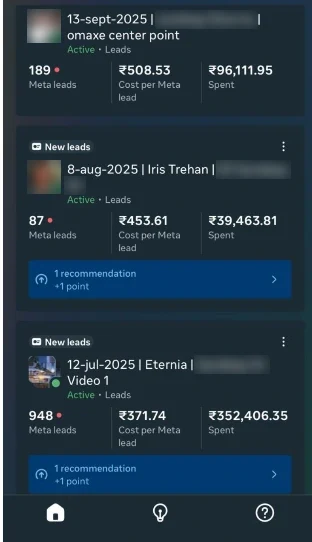 13-sept-2025 | |
omaxe center point
Active • Leads
189 ₹508.53 ₹96,111.95
Meta leads Cost per Meta lead Spent
New leads
8-aug-2025 | Iris Trehan |
Active • Leads
87 ₹453.61 ₹39,463.81
Meta leads Cost per Meta lead Spent
1 recommendation
+1 point
New leads
12-jul-2025 | Eternia |
Video 1
Active • Leads
948 ₹371.74 ₹352,406.35
Meta leads Cost per Meta lead Spent
1 recommendation
+1 point